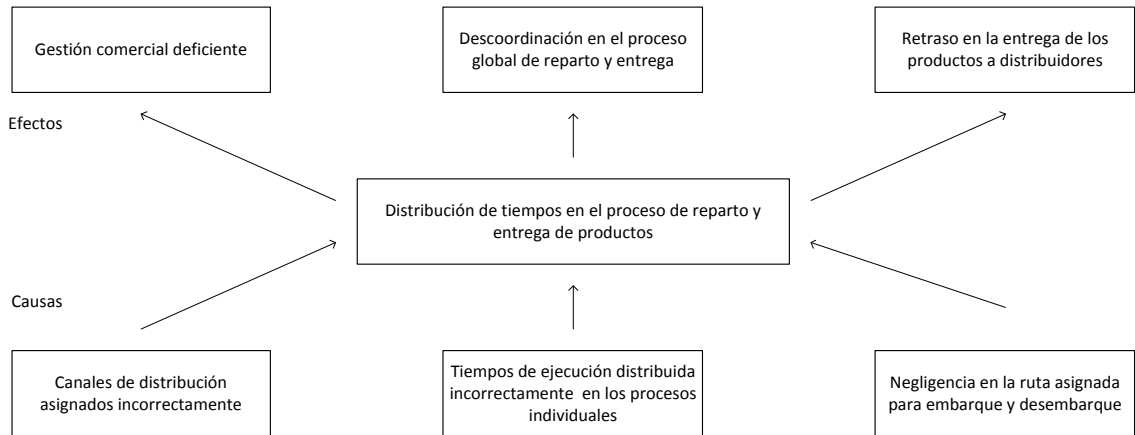 Gestión comercial deficiente
Descoordinación en el proceso
global de reparto y entrega
Retraso en la entrega de los
productos a distribuidores
Efectos
Distribución de tiempos en el proceso de reparto y
entrega de productos
Causas
Canales de distribución
asignados incorrectamente
Tiempos de ejecución distribuida
incorrectamente en los procesos
individuales
Negligencia en la ruta asignada
para embarque y desembarque